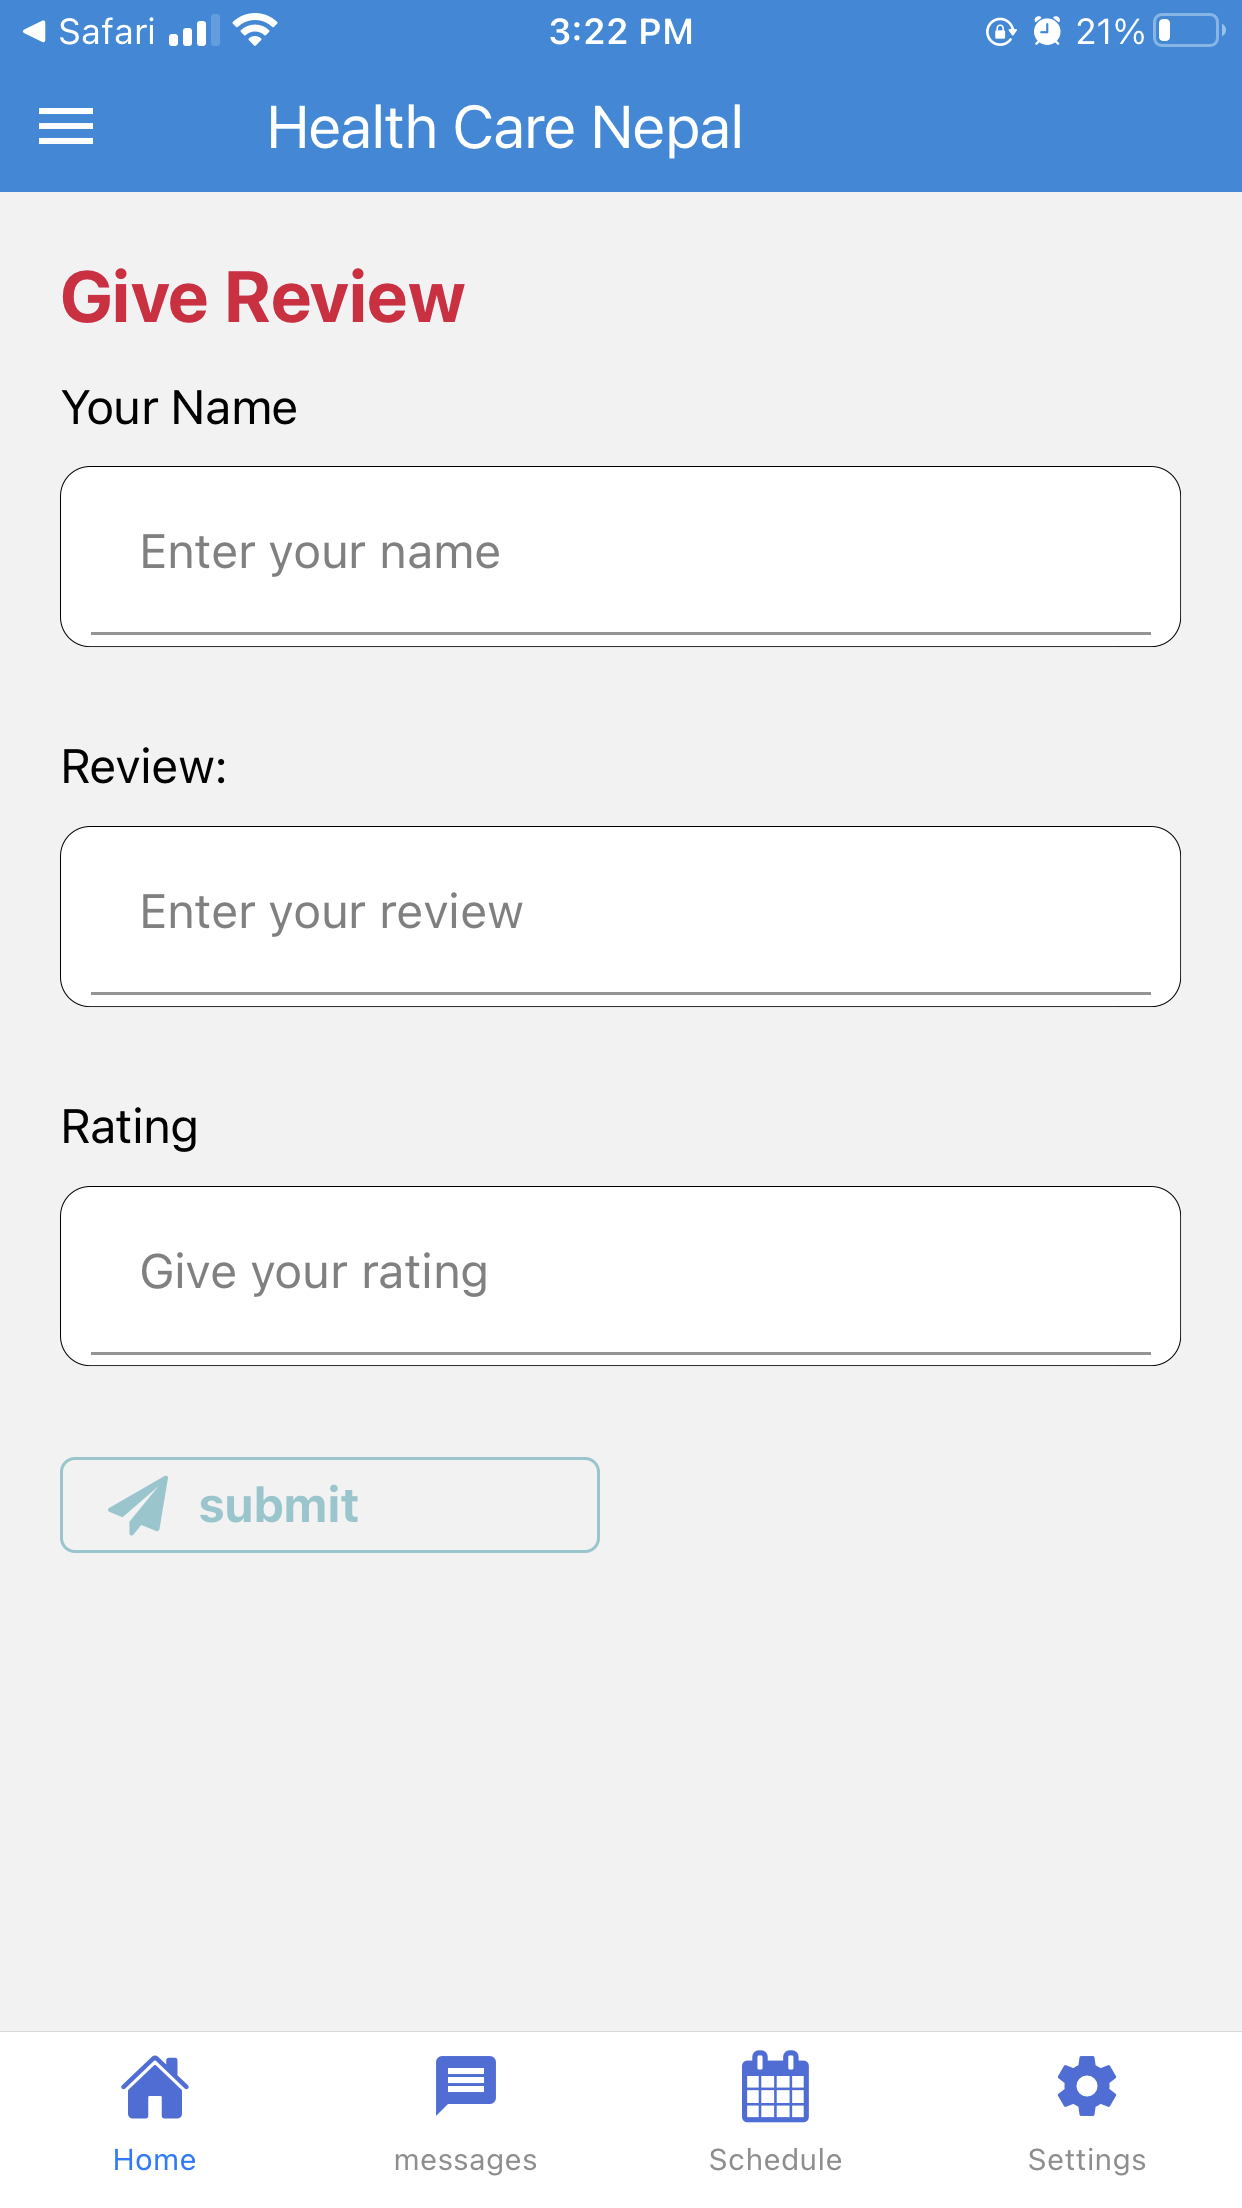 Safari 3:22 PM 21%
Health Care Nepal
Give Review
Your Name
Enter your name
Review:
Enter your review
Rating
Give your rating
submit
Home messages Schedule Settings